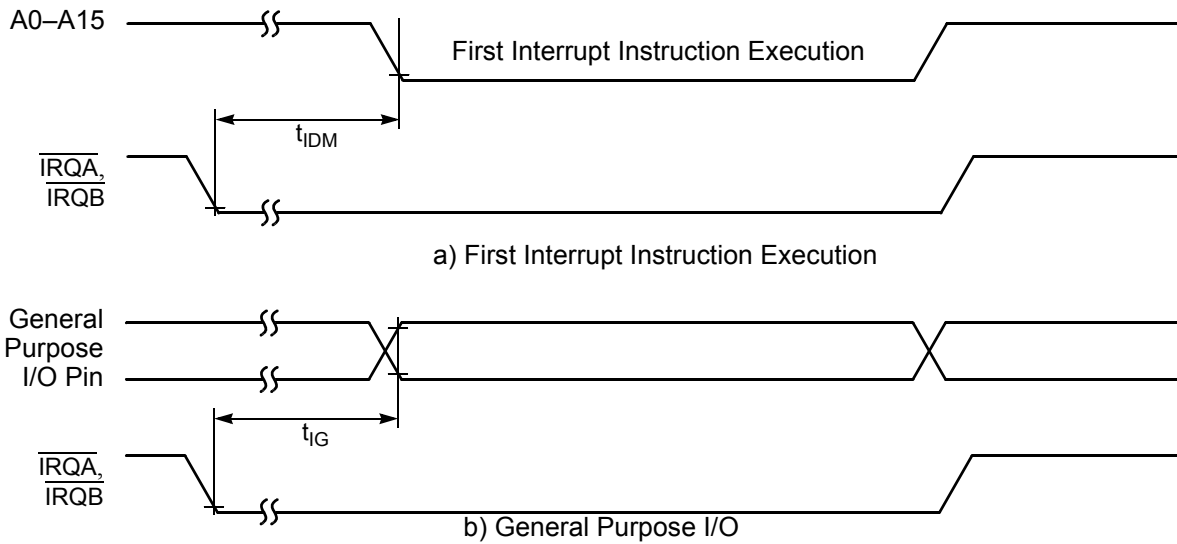 A0–A15
First Interrupt Instruction Execution
tIDM
IRQA,
IRQB
a) First Interrupt Instruction Execution
General
Purpose
I/O Pin
tIG
IRQA,
IRQB
b) General Purpose I/O